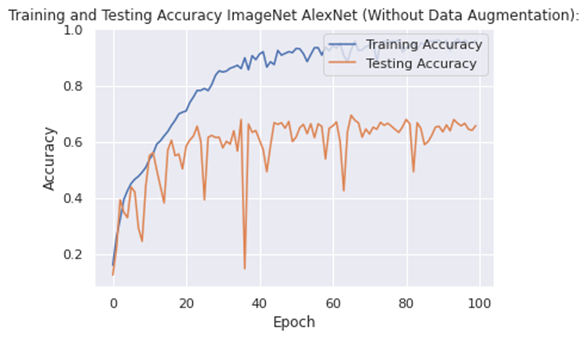 Training and Testing Accuracy ImageNet AlexNet (Without Data Augmentation):
1.0
Training Accuracy
Testing Accuracy
0.8
0.6
Accuracy
0.4
0.2
0 20 40 60 80 100
Epoch